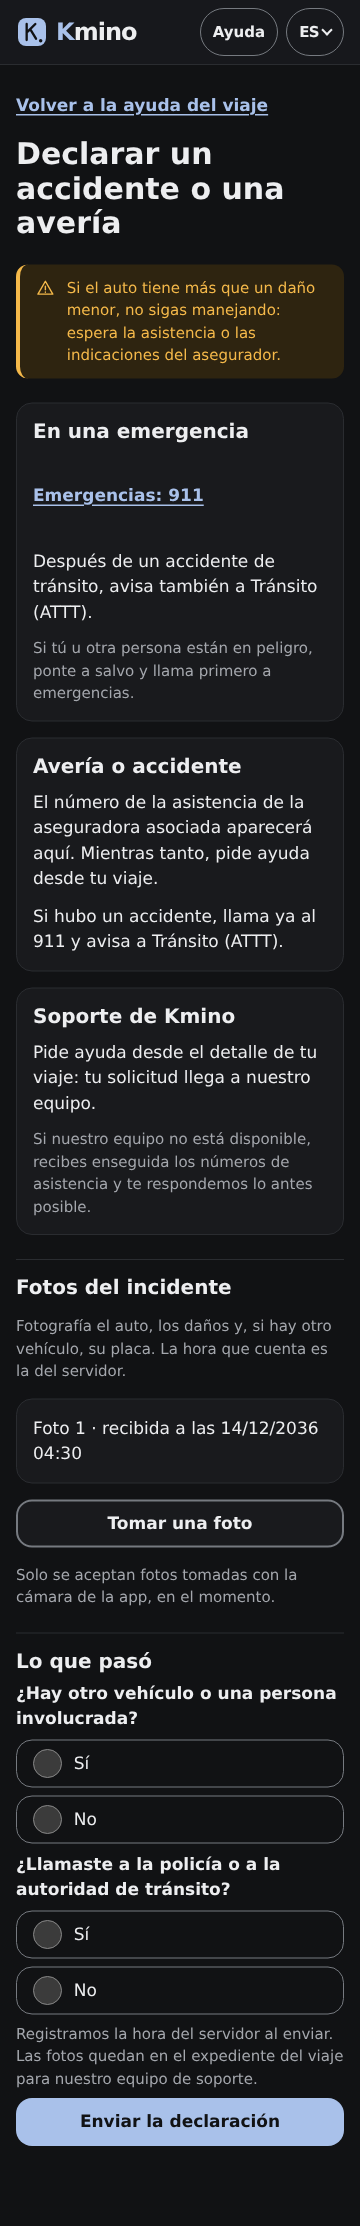 K. Kmino
Ayuda
ES
Volver a la ayuda del viaje
Declarar un
accidente o una
avería
Si el auto tiene más que un daño
menor, no sigas manejando:
espera la asistencia o las
indicaciones del asegurador.
En una emergencia
Emergencias: 911
Después de un accidente de
tránsito, avisa también a Tránsito
(ATTT).
Si tú u otra persona están en peligro,
ponte a salvo y llama primero a
emergencias.
Avería o accidente
El número de la asistencia de la
aseguradora asociada aparecerá
aquí. Mientras tanto, pide ayuda
desde tu viaje.
Si hubo un accidente, llama ya al
911 y avisa a Tránsito (ATTT).
Soporte de Kmino
Pide ayuda desde el detalle de tu
viaje: tu solicitud llega a nuestro
equipo.
Si nuestro equipo no está disponible,
recibes enseguida los números de
asistencia y te respondemos lo antes
posible.
Fotos del incidente
Fotografía el auto, los daños y, si hay otro
vehículo, su placa. La hora que cuenta es
la del servidor.
Foto 1 · recibida a las 14/12/2036
04:30
Tomar una foto
Solo se aceptan fotos tomadas con la
cámara de la app, en el momento.
Lo que pasó
¿Hay otro vehículo o una persona
involucrada?
Sí
No
¿Llamaste a la policía o a la
autoridad de tránsito?
Sí
No
Registramos la hora del servidor al enviar.
Las fotos quedan en el expediente del viaje
para nuestro equipo de soporte.
Enviar la declaración